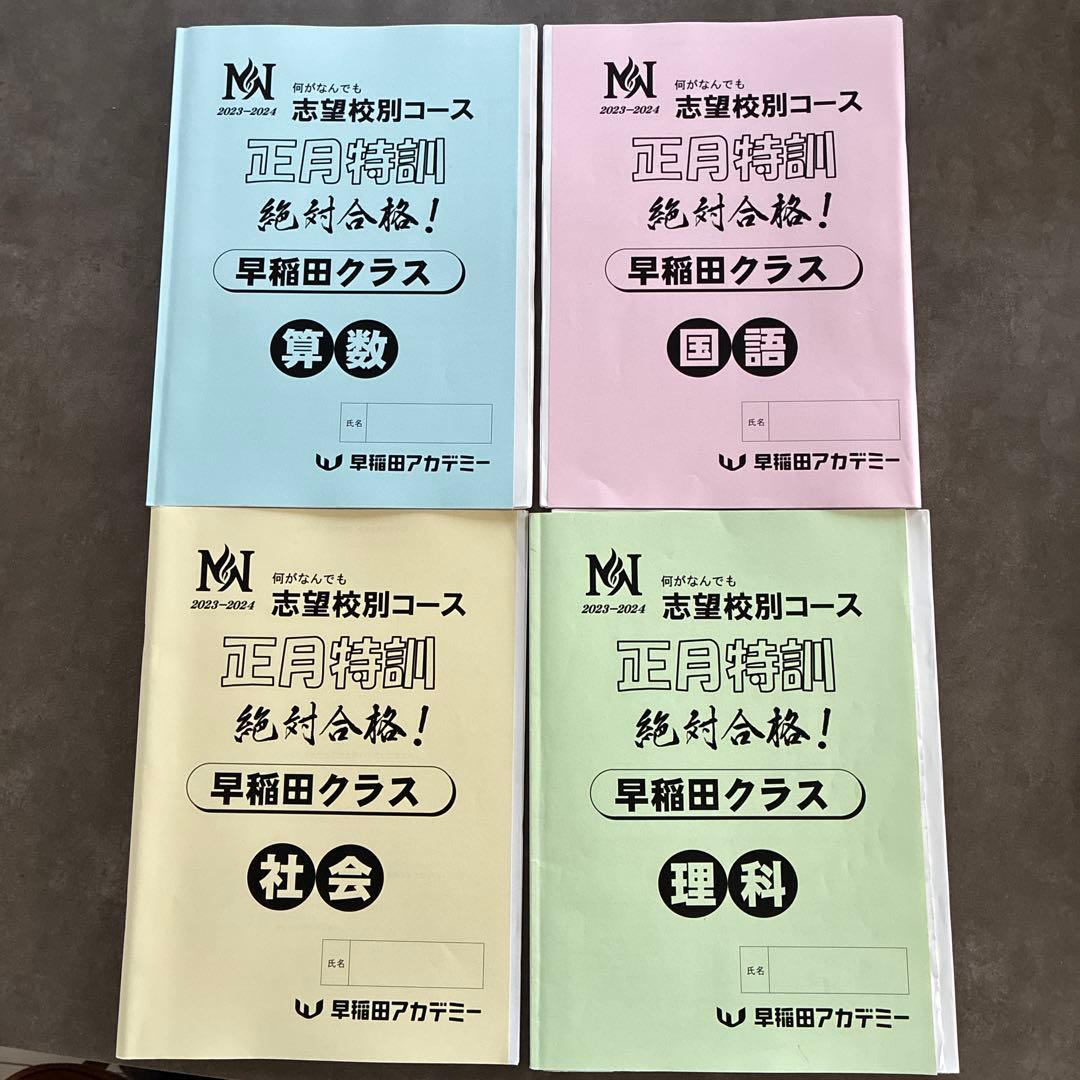 NN
2023-2024
何がなんでも
志望校別コース
正月特訓
絶対合格!
早稲田クラス
算数
氏名
早稲田アカデミー
NN
2023-2024
何がなんでも
志望校別コース
正月特訓
絶対合格!
早稲田クラス
国語
氏名
早稲田アカデミー
NN
2023-2024
何がなんでも
志望校別コース
正月特訓
絶対合格!
早稲田クラス
社会
氏名
早稲田アカデミー
NN
2023-2024
何がなんでも
志望校別コース
正月特訓
絶対合格!
早稲田クラス
理科
氏名
早稲田アカデミー